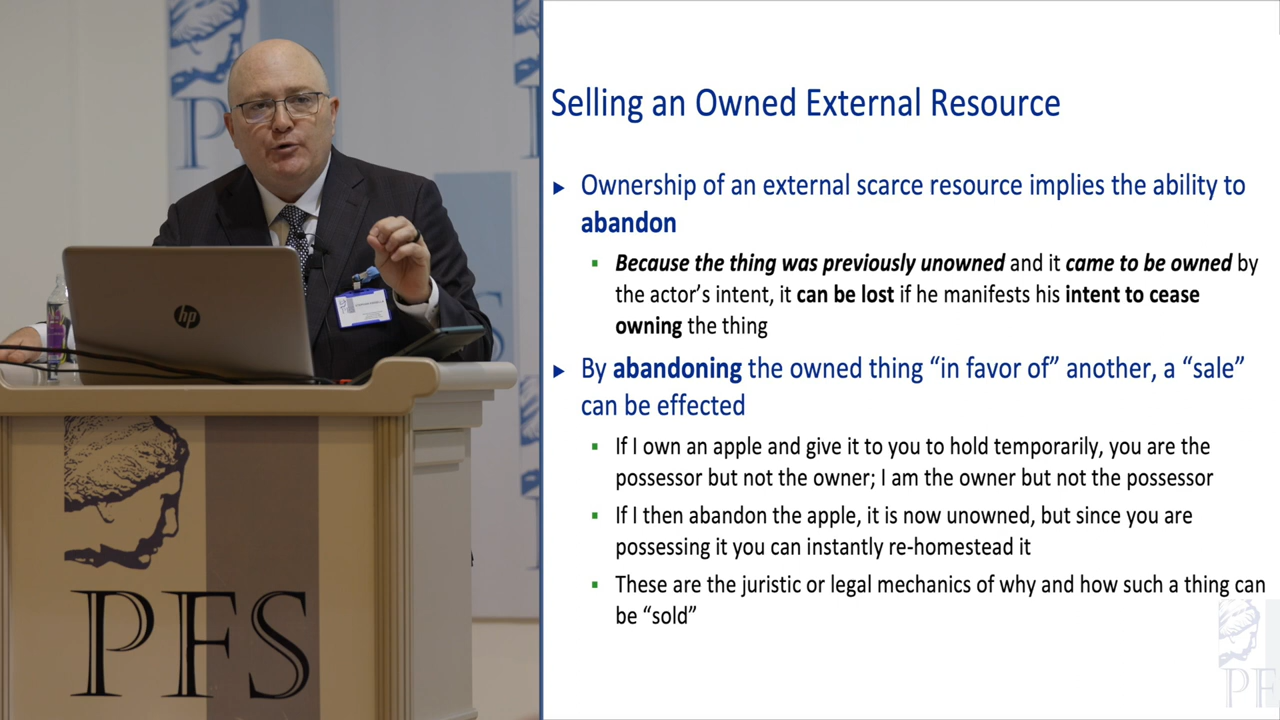 PFS
hp
PFS
Selling an Owned External Resource
Ownership of an external scarce resource implies the ability to
abandon
Because the thing was previously unowned and it came to be owned by
the actor's intent, it can be lost if he manifests his intent to cease
owning the thing
By abandoning the owned thing “in favor of” another, a “sale”
can be effected
If I own an apple and give it to you to hold temporarily, you are the
possessor but not the owner; I am the owner but not the possessor
If I then abandon the apple, it is now unowned, but since you are
possessing it you can instantly re-homestead it
These are the juristic or legal mechanics of why and how such a thing can
be “sold”
PF